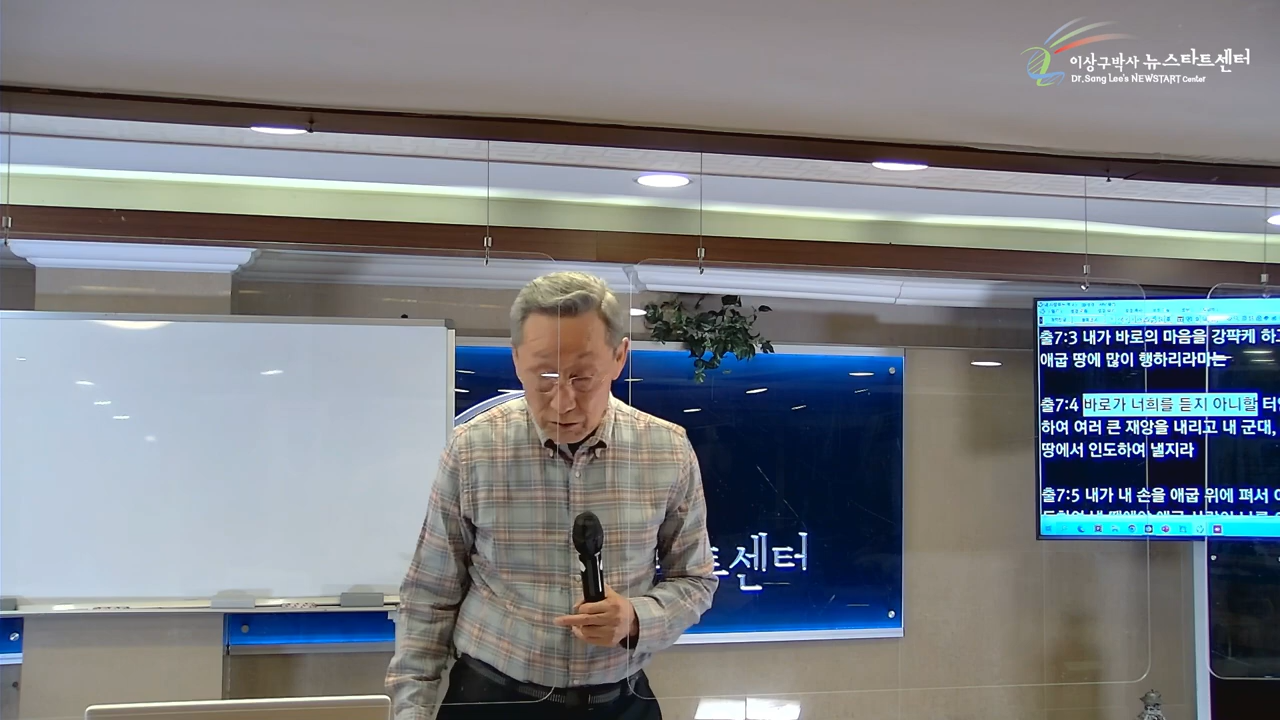 이상구박사 뉴스타트센터
Dr. Sang Lee's NEWSTART Center
출7:3 내가 바로의 마음을 강퍅케 하고
애굽 땅에 많이 행하리라마는
출7:4 바로가 너희를 듣지 아니할
하여 여러 큰 재앙을 내리고 내 군대,
땅에서 인도하여 낼지라
출7:5 내가 내 손을 애굽 위에 펴서
트센터